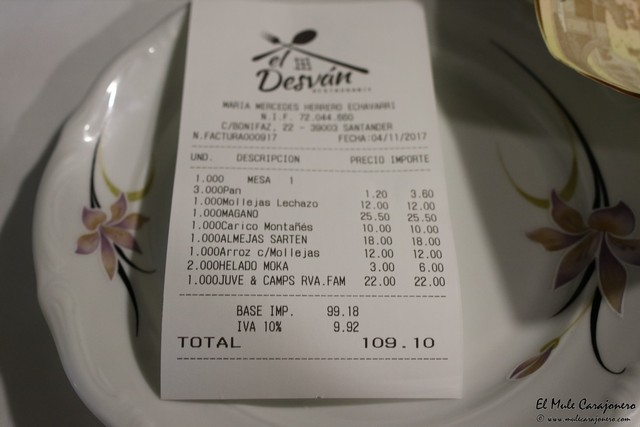 el
Desván
RESTAURANTE
MARIA MERCEDES HERRERO ECHAVARRI
N.I.F. 72.044.660
C/BONIFAZ, 22 - 39003 SANTANDER
N.FACTURA000917 FECHA:04/11/2017
UND. DESCRIPCION PRECIO IMPORTE
1.000 MESA 1
3.000Pan 1.20 3.60
1.000Mollejas Lechazo 12.00 12.00
1.000MAGANO 25.50 25.50
1.000Carico Montañés 10.00 10.00
1.000ALMEJAS SARTEN 18.00 18.00
1.000Arroz c/Mollejas 12.00 12.00
2.000HELADO MOKA 3.00 6.00
1.000JUVE & CAMPS RVA.FAM 22.00 22.00
BASE IMP. 99.18
IVA 10% 9.92
TOTAL 109.10
El Mule Carajonero
© www.mulecarajonero.com